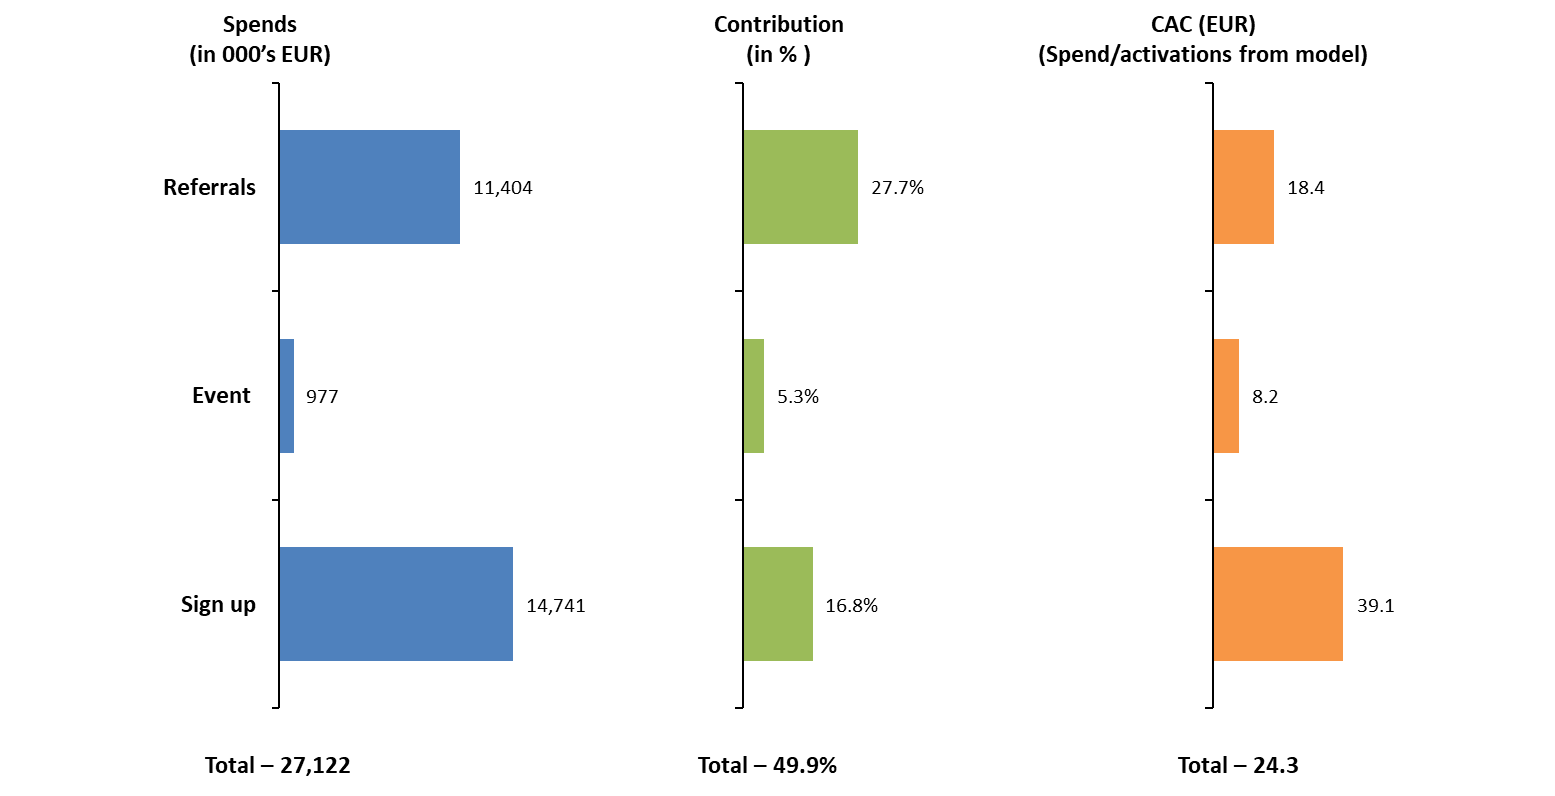 Spends
(in 000’s EUR)
Contribution
(in % )
CAC (EUR)
(Spend/activations from model)
Referrals
11,404
27.7%
18.4
Event
977
5.3%
8.2
Sign up
14,741
16.8%
39.1
Total – 27,122
Total – 49.9%
Total – 24.3